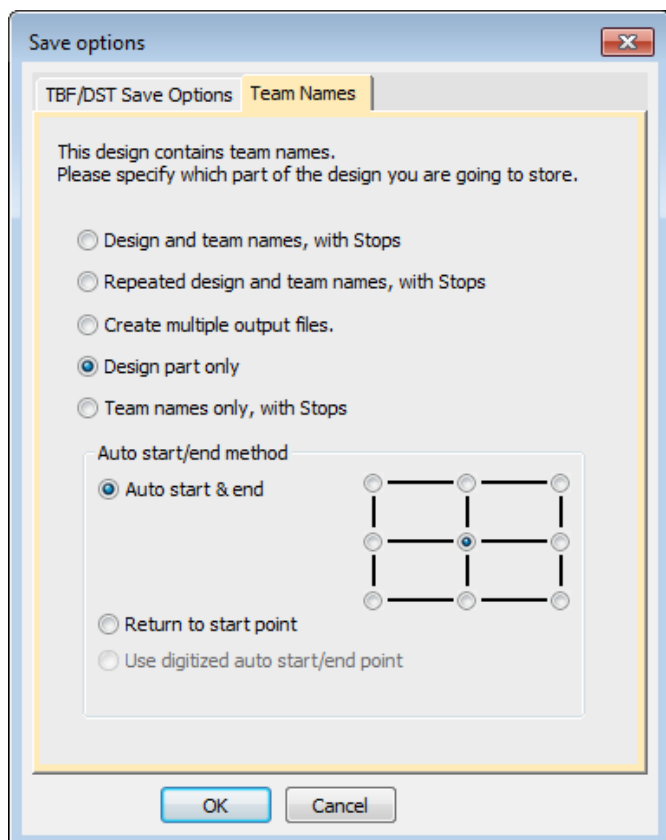 Save options
TBF/DST Save Options
Team Names
This design contains team names.
Please specify which part of the design you are going to store.
Design and team names, with Stops
Repeated design and team names, with Stops
Create multiple output files.
Design part only
Team names only, with Stops
Auto start/end method
Auto start & end
Return to start point
Use digitized auto start/end point
OK
Cancel